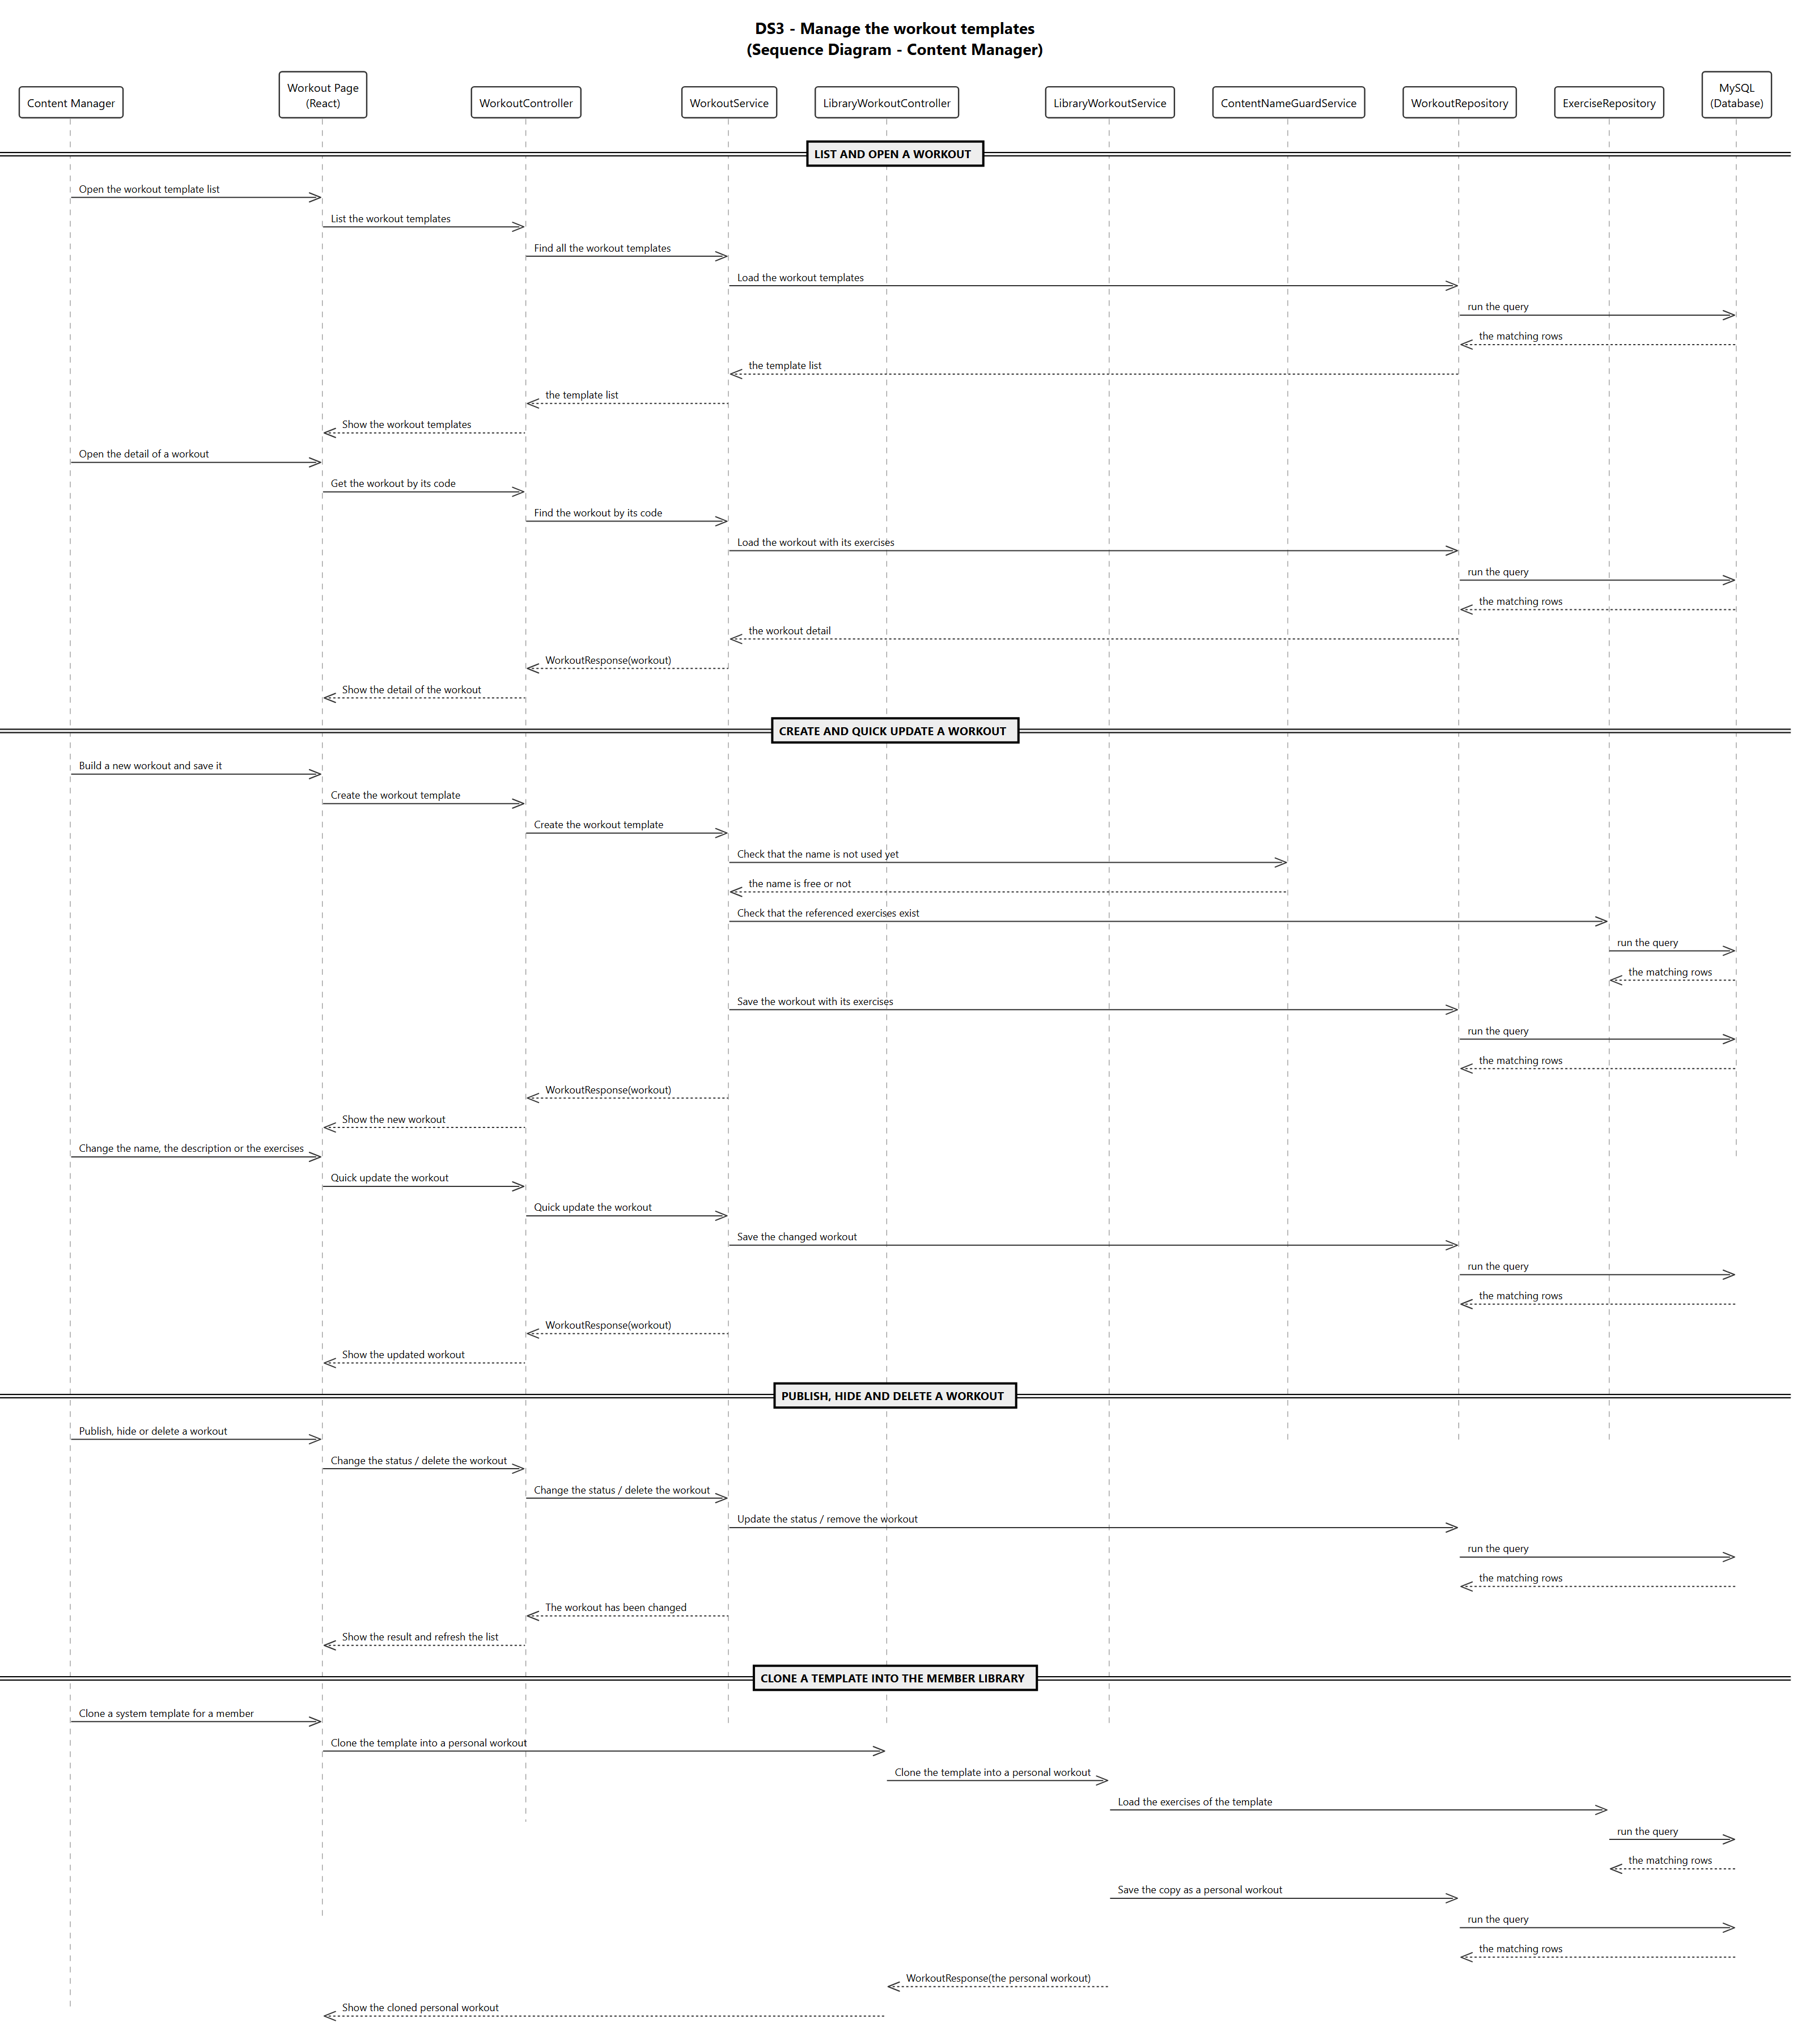 DS3 - Manage the workout templates
(Sequence Diagram - Content Manager)
Content Manager
Workout Page
(React)
WorkoutController
WorkoutService
LibraryWorkoutController
LibraryWorkoutService
ContentNameGuardService
WorkoutRepository
ExerciseRepository
MySQL
(Database)
LIST AND OPEN A WORKOUT
Open the workout template list
List the workout templates
Find all the workout templates
Load the workout templates
run the query
the matching rows
the template list
the template list
Show the workout templates
Open the detail of a workout
Get the workout by its code
Find the workout by its code
Load the workout with its exercises
run the query
the matching rows
the workout detail
WorkoutResponse(workout)
Show the detail of the workout
CREATE AND QUICK UPDATE A WORKOUT
Build a new workout and save it
Create the workout template
Create the workout template
Check that the name is not used yet
the name is free or not
Check that the referenced exercises exist
run the query
the matching rows
Save the workout with its exercises
run the query
the matching rows
WorkoutResponse(workout)
Show the new workout
Change the name, the description or the exercises
Quick update the workout
Quick update the workout
Save the changed workout
run the query
the matching rows
WorkoutResponse(workout)
Show the updated workout
PUBLISH, HIDE AND DELETE A WORKOUT
Publish, hide or delete a workout
Change the status / delete the workout
Change the status / delete the workout
Update the status / remove the workout
run the query
the matching rows
The workout has been changed
Show the result and refresh the list
CLONE A TEMPLATE INTO THE MEMBER LIBRARY
Clone a system template for a member
Clone the template into a personal workout
Clone the template into a personal workout
Load the exercises of the template
run the query
the matching rows
Save the copy as a personal workout
run the query
the matching rows
WorkoutResponse(the personal workout)
Show the cloned personal workout